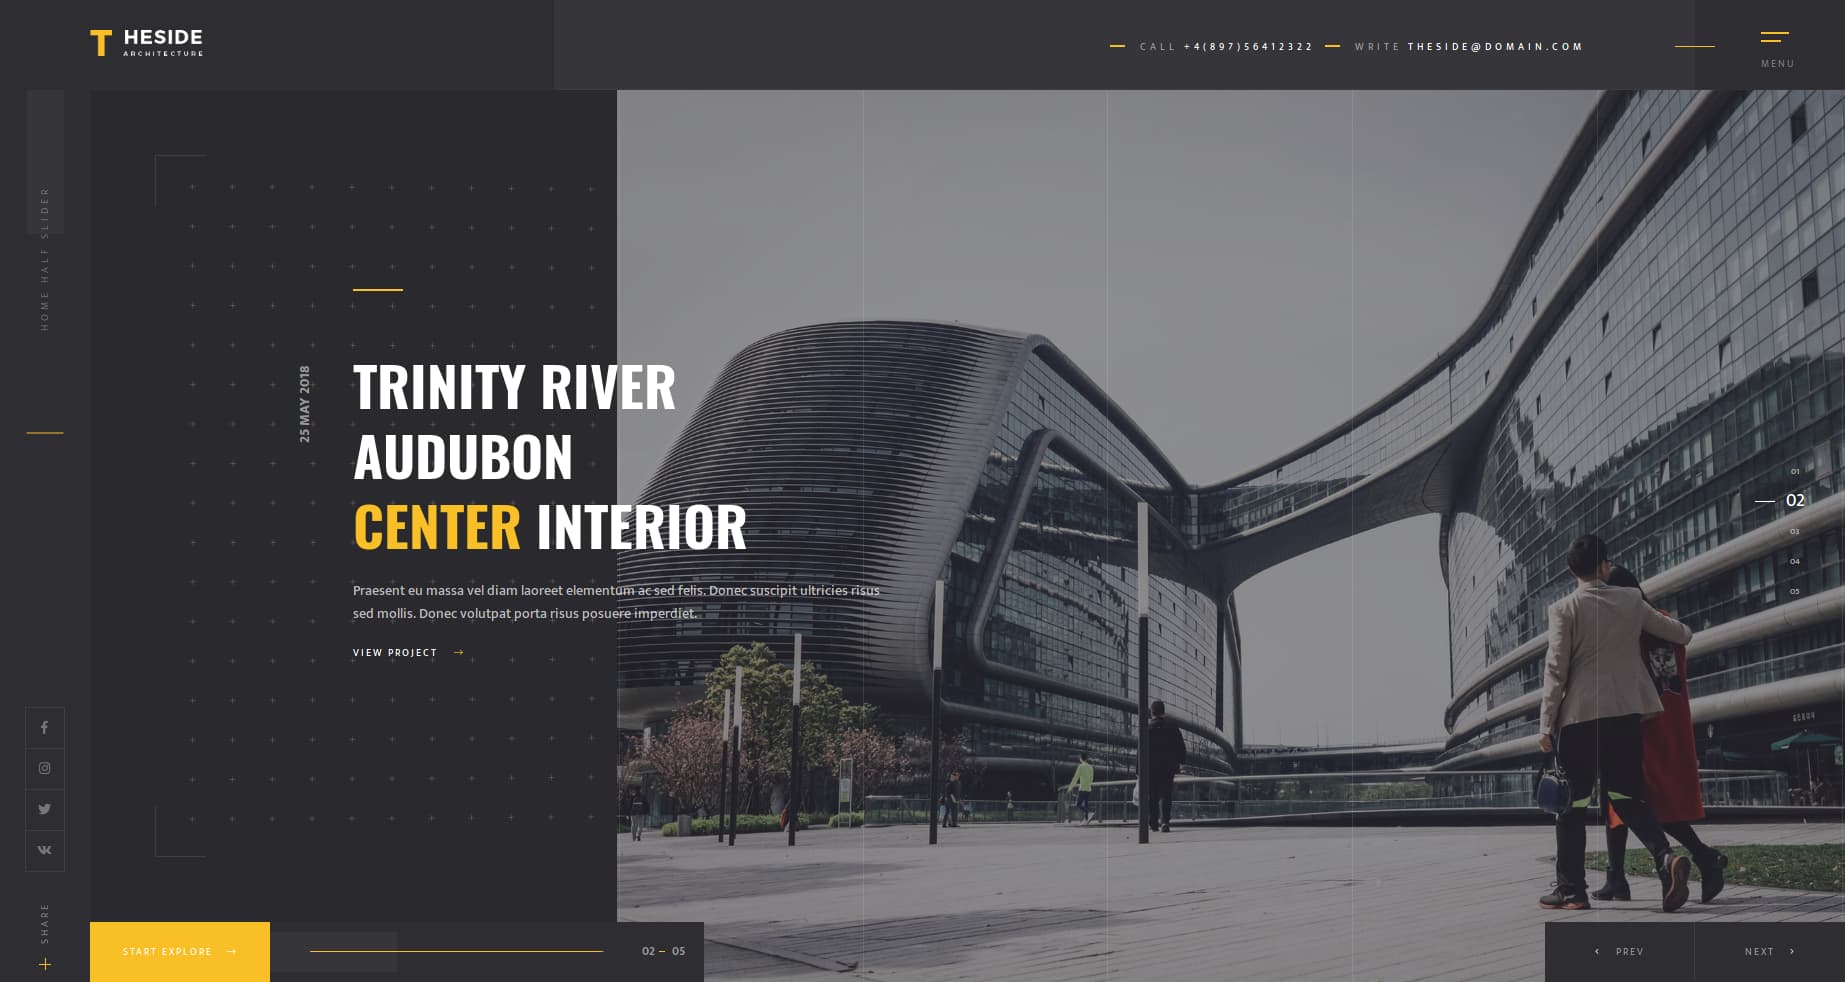 T HESIDE
ARCHITECTURE
CALL +4(897)56412322
WRITE THESIDE@DOMAIN.COM
MENU
HOME HALF SLIDER
25 MAY 2018
TRINITY RIVER
AUDUBON
CENTER INTERIOR
Praesent eu massa vel diam laoreet elementum ac sed felis. Donec suscipit ultricies risus
sed mollis. Donec volutpat porta risus posuere imperdiet.
VIEW PROJECT →
01
02
03
04
05
SHARE
+
START EXPLORE →
02 – 05
‹ PREV
NEXT ›